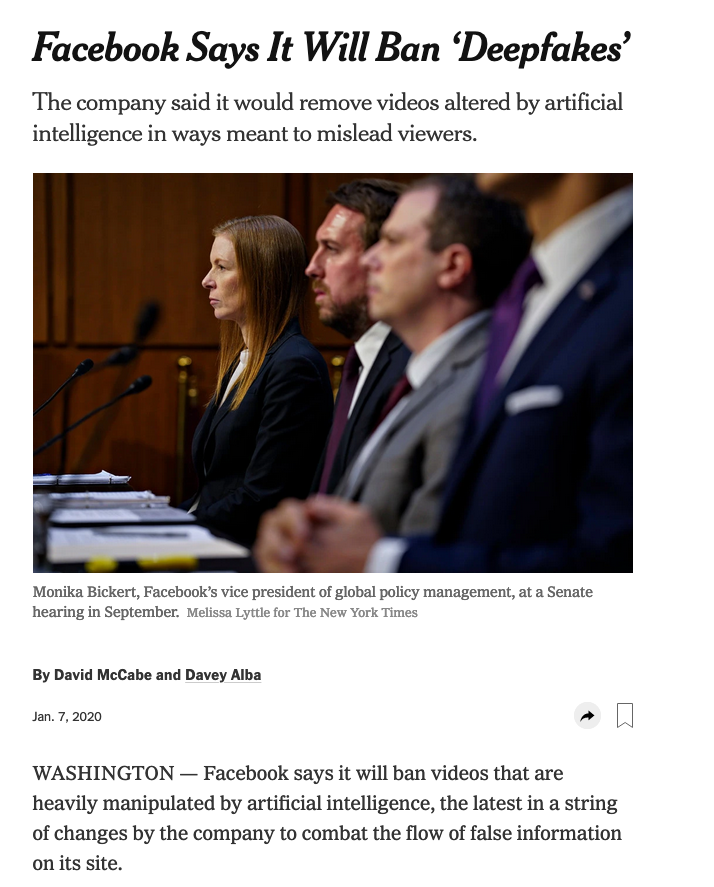 Facebook Says It Will Ban ‘Deepfakes’
The company said it would remove videos altered by artificial
intelligence in ways meant to mislead viewers.
Monika Bickert, Facebook’s vice president of global policy management, at a Senate
hearing in September. Melissa Lyttle for The New York Times
By David McCabe and Davey Alba
Jan. 7, 2020
WASHINGTON — Facebook says it will ban videos that are
heavily manipulated by artificial intelligence, the latest in a string
of changes by the company to combat the flow of false information
on its site.